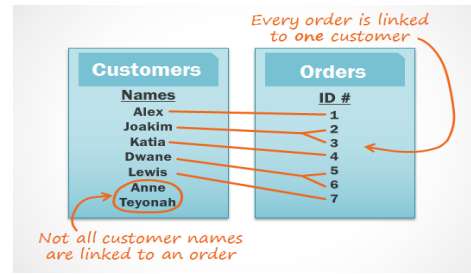 Every order is linked
to one customer
Customers
Names
Alex
Joakim
Katia
Dwane
Lewis
Anne
Teyonah
Orders
ID #
1
2
3
4
5
6
7
Not all customer names
are linked to an order